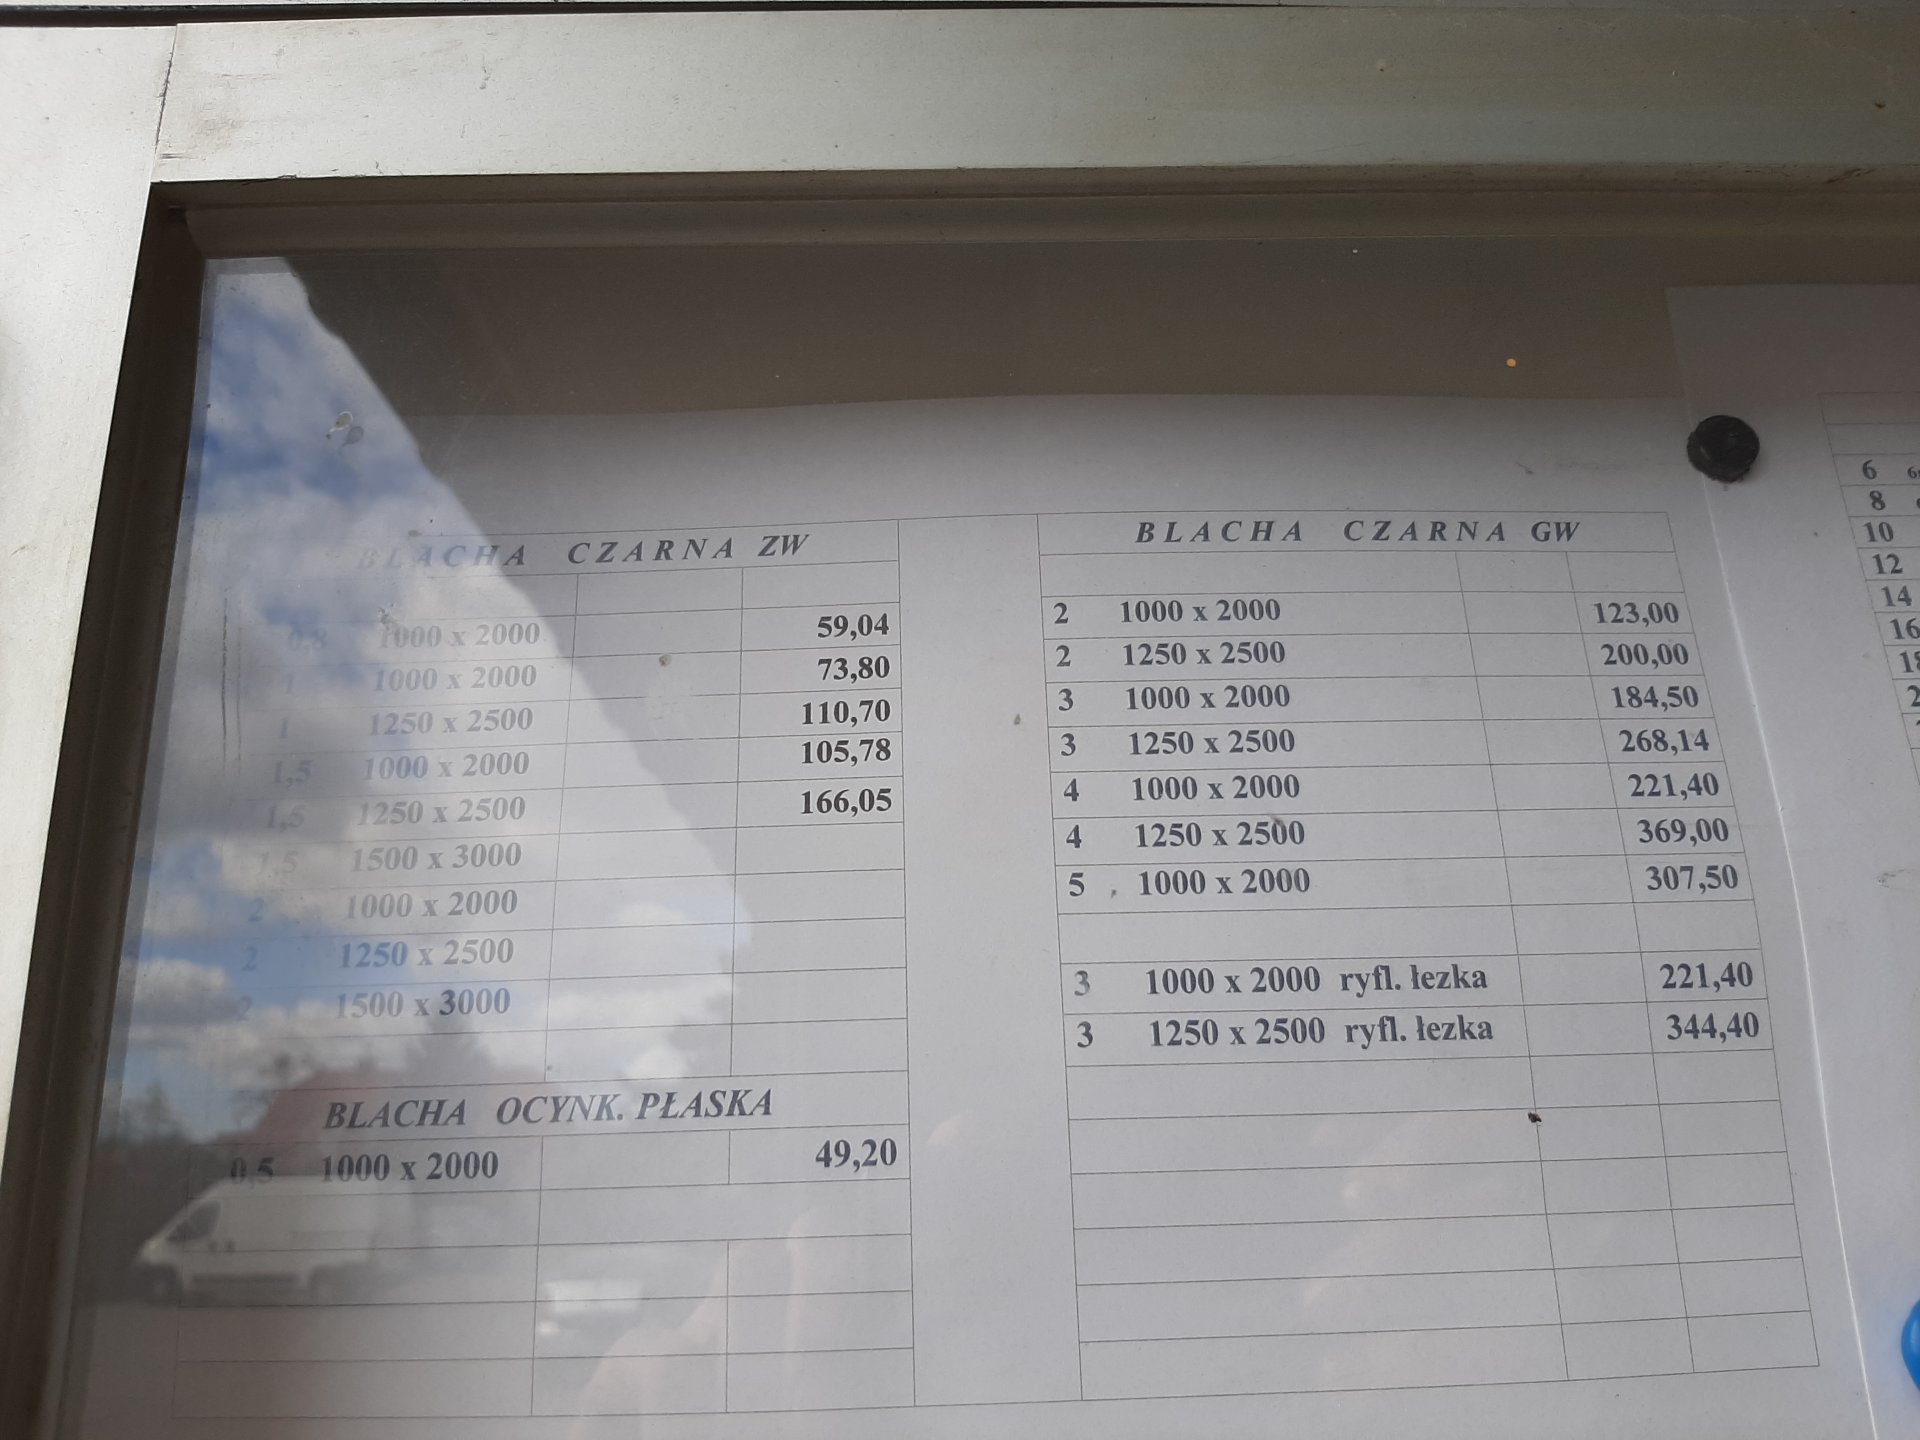 BLACHA CZARNA ZW
0,8 1000 x 2000 59,04
1 1000 x 2000 73,80
1 1250 x 2500 110,70
1,5 1000 x 2000 105,78
1,5 1250 x 2500 166,05
1,5 1500 x 3000
2 1000 x 2000
2 1250 x 2500
2 1500 x 3000
BLACHA OCYNK. PŁASKA
0,5 1000 x 2000 49,20
BLACHA CZARNA GW
2 1000 x 2000 123,00
2 1250 x 2500 200,00
3 1000 x 2000 184,50
3 1250 x 2500 268,14
4 1000 x 2000 221,40
4 1250 x 2500 369,00
5 1000 x 2000 307,50
3 1000 x 2000 ryfl. łezka 221,40
3 1250 x 2500 ryfl. łezka 344,40
6
8
10
12
14
16